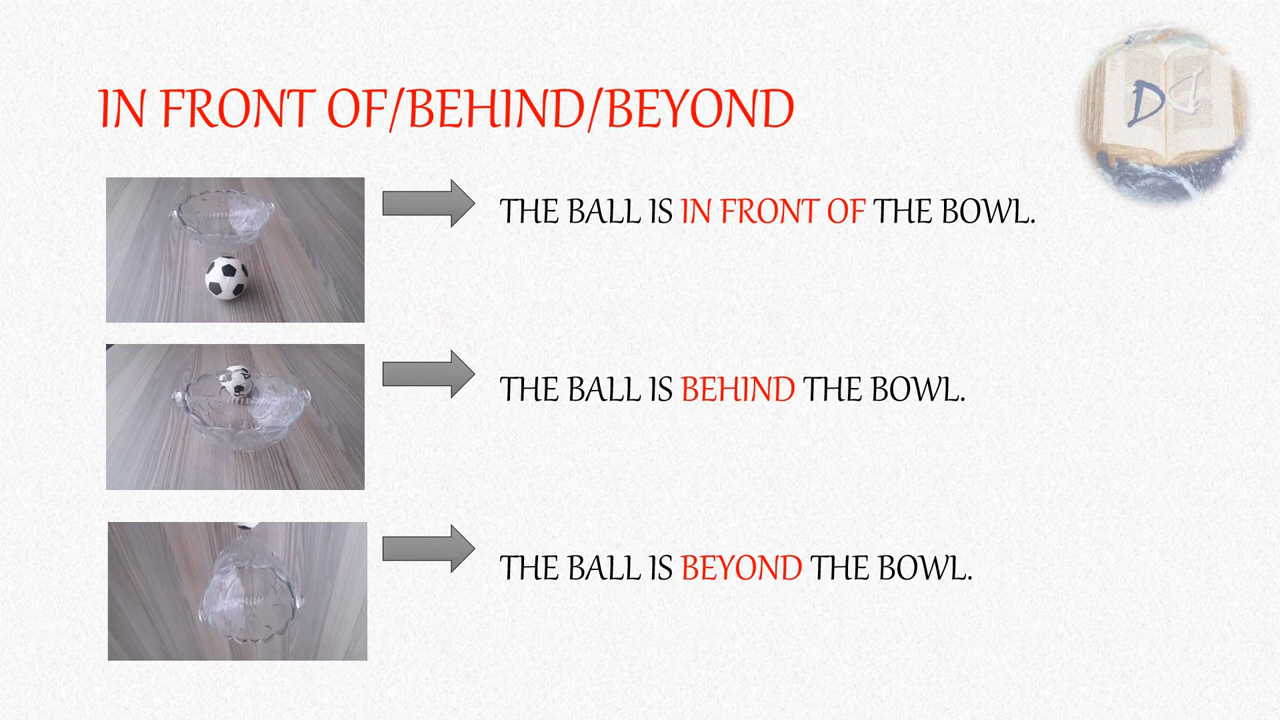 IN FRONT OF/BEHIND/BEYOND
DC
THE BALL IS IN FRONT OF THE BOWL.
THE BALL IS BEHIND THE BOWL.
THE BALL IS BEYOND THE BOWL.